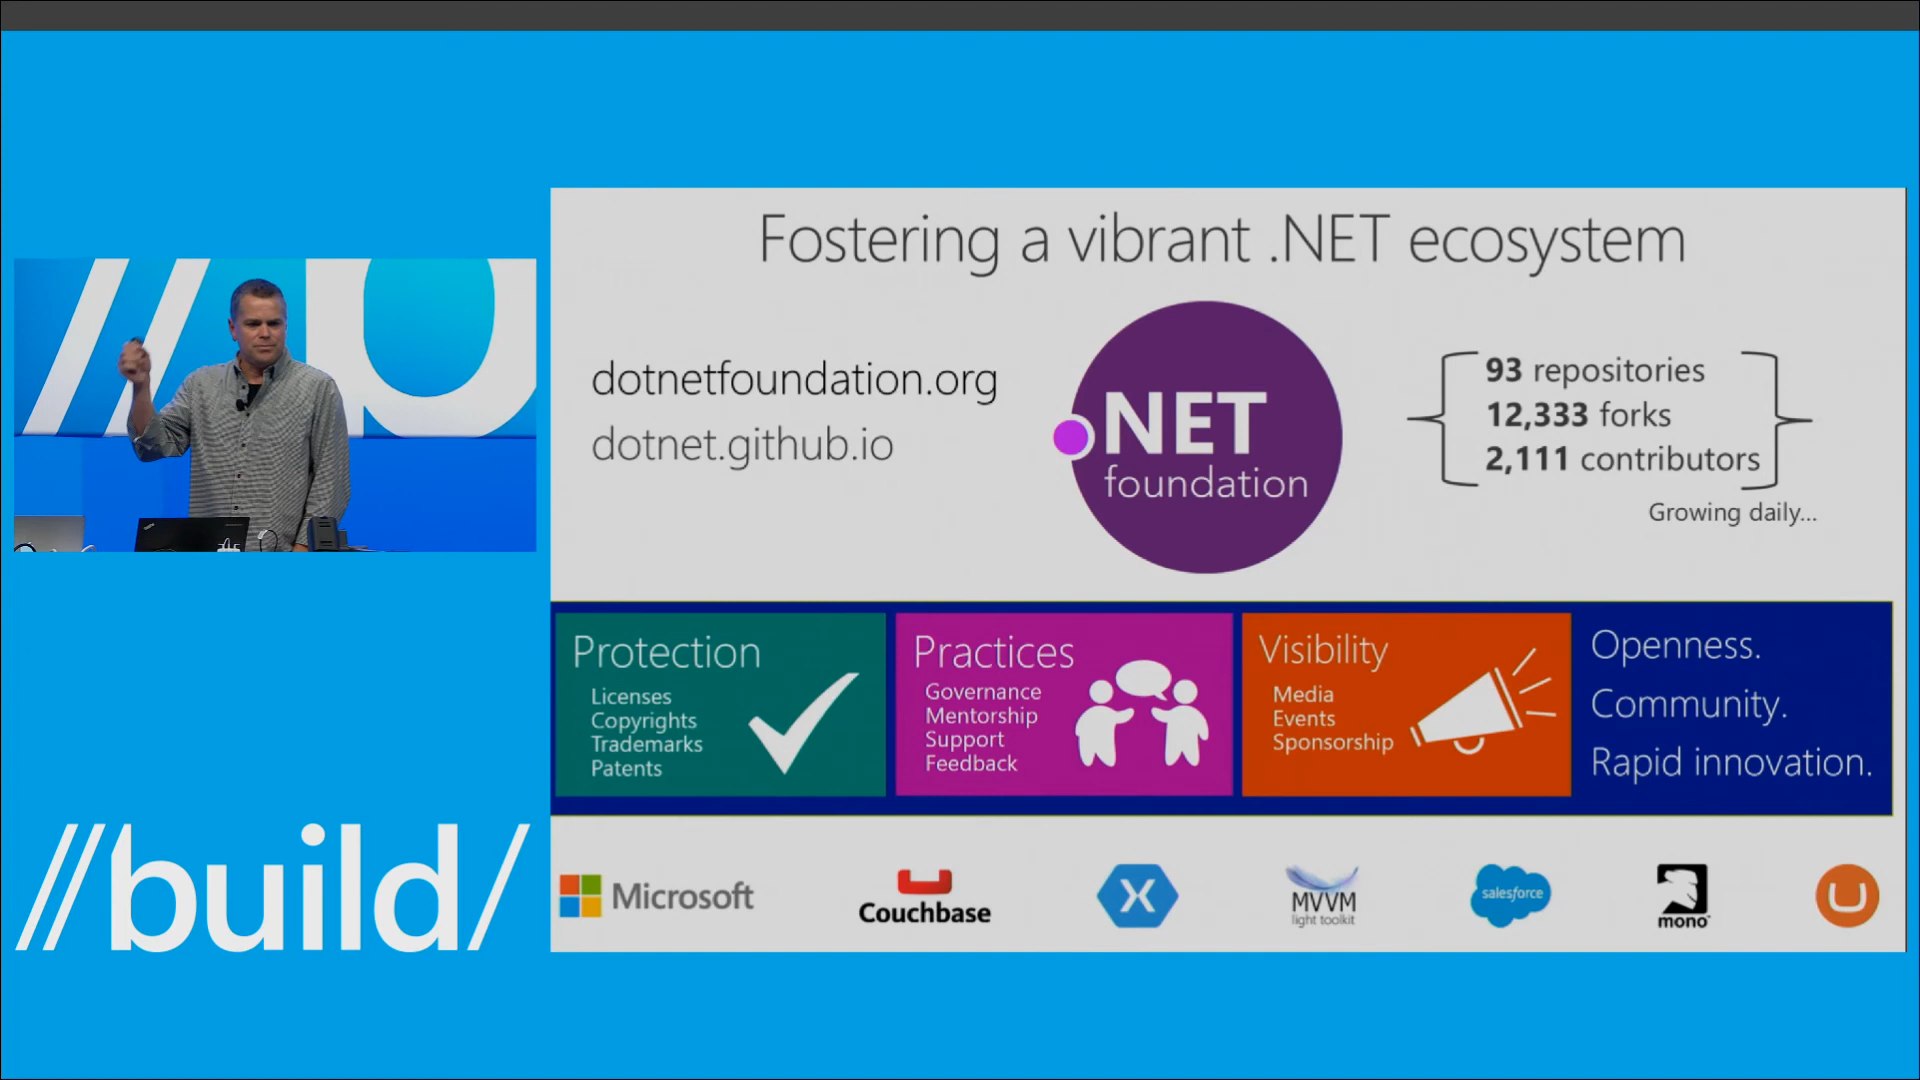 Fostering a vibrant .NET ecosystem
dotnetfoundation.org
dotnet.github.io
.NET
foundation
93 repositories
12,333 forks
2,111 contributors
Growing daily...
Protection
Licenses
Copyrights
Trademarks
Patents
Practices
Governance
Mentorship
Support
Feedback
Visibility
Media
Events
Sponsorship
Openness.
Community.
Rapid innovation.
//build/
Microsoft
Couchbase
X
MVVM
light toolkit
salesforce
mono
U